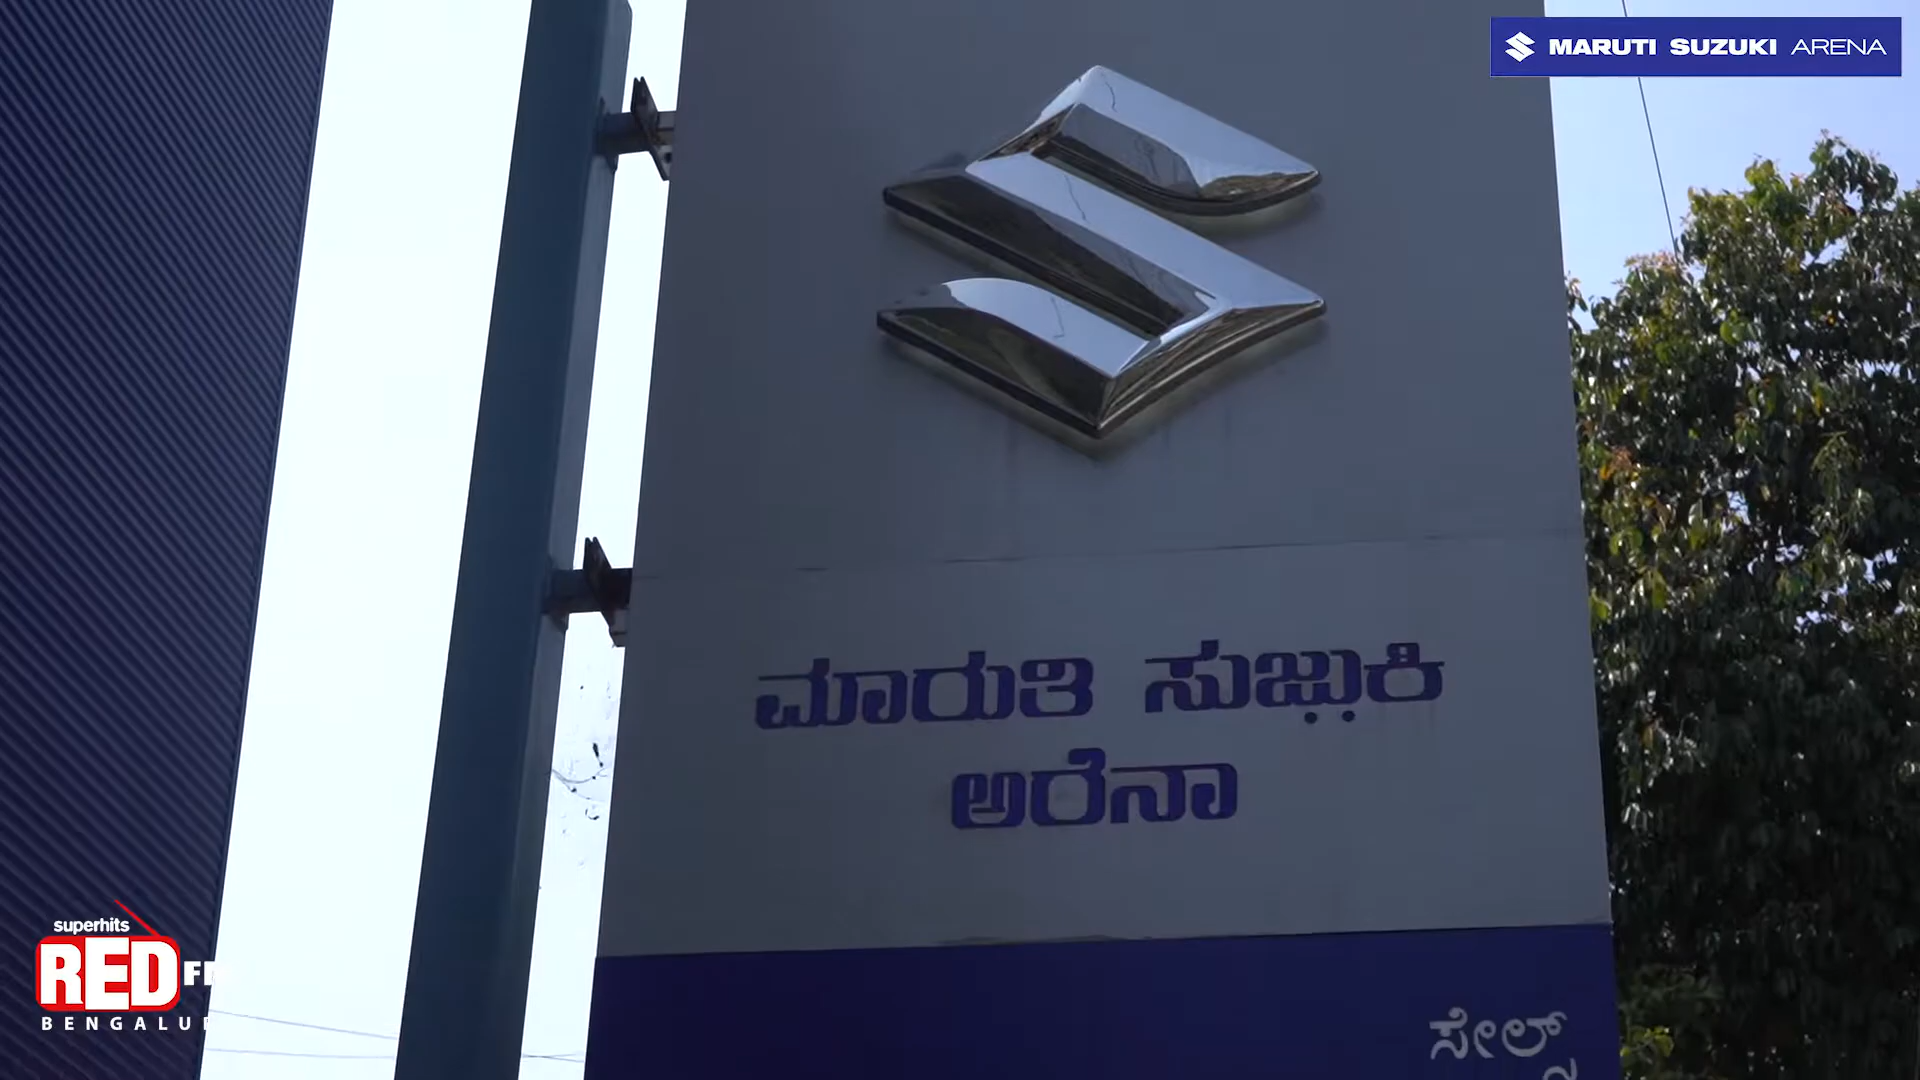 MARUTI SUZUKI ARENA
ಮಾರುತಿ ಸುಜ಼ುಕಿ
ಅರೆನಾ
ಸೇಲ್ಸ್
superhits
RED FM
BENGALU